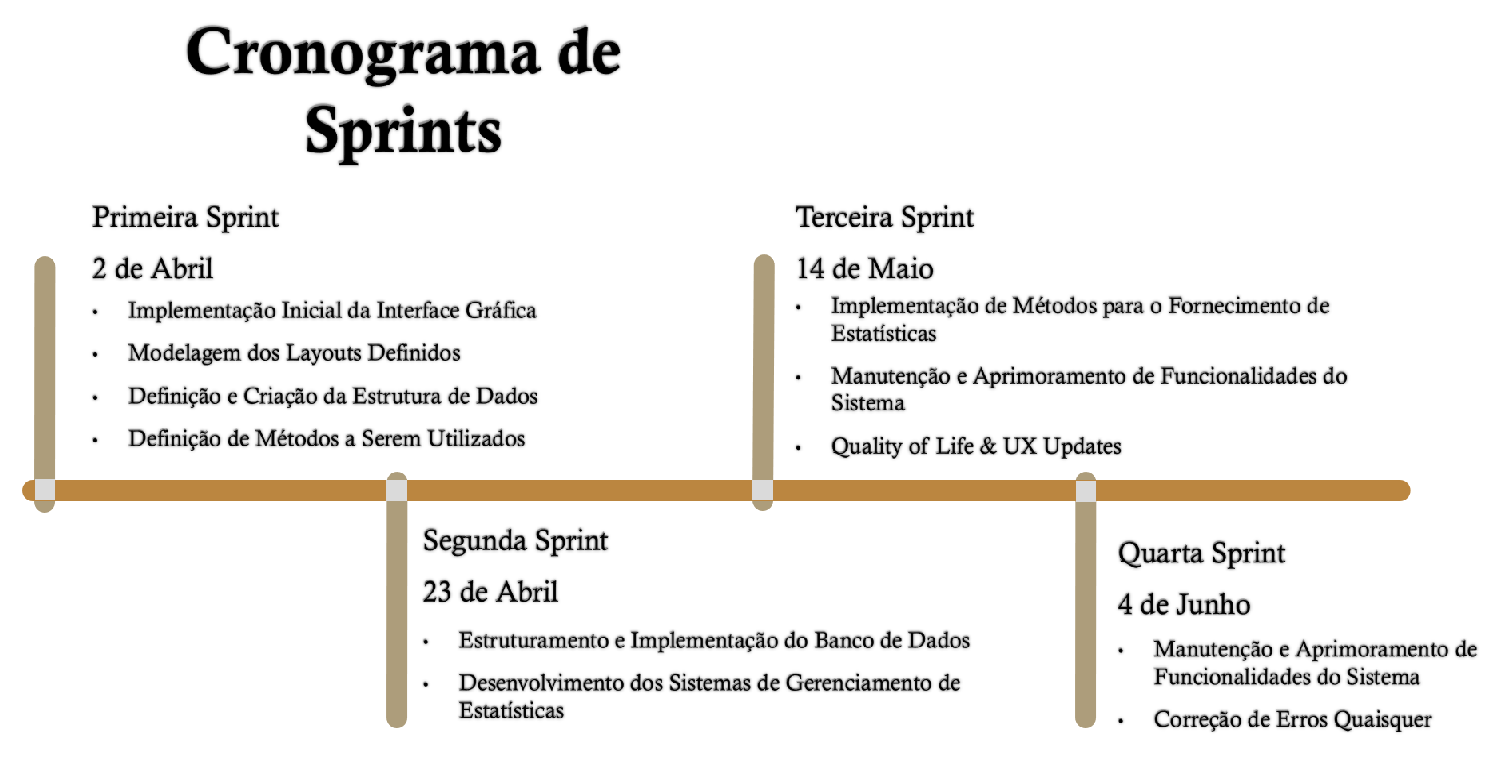 Cronograma de
Sprints
Primeira Sprint
2 de Abril
• Implementação Inicial da Interface Gráfica
• Modelagem dos Layouts Definidos
• Definição e Criação da Estrutura de Dados
• Definição de Métodos a Serem Utilizados
Segunda Sprint
23 de Abril
• Estruturamento e Implementação do Banco de Dados
• Desenvolvimento dos Sistemas de Gerenciamento de
Estatísticas
Terceira Sprint
14 de Maio
• Implementação de Métodos para o Fornecimento de
Estatísticas
• Manutenção e Aprimoramento de Funcionalidades do
Sistema
• Quality of Life & UX Updates
Quarta Sprint
4 de Junho
• Manutenção e Aprimoramento de
Funcionalidades do Sistema
• Correção de Erros Quaisquer